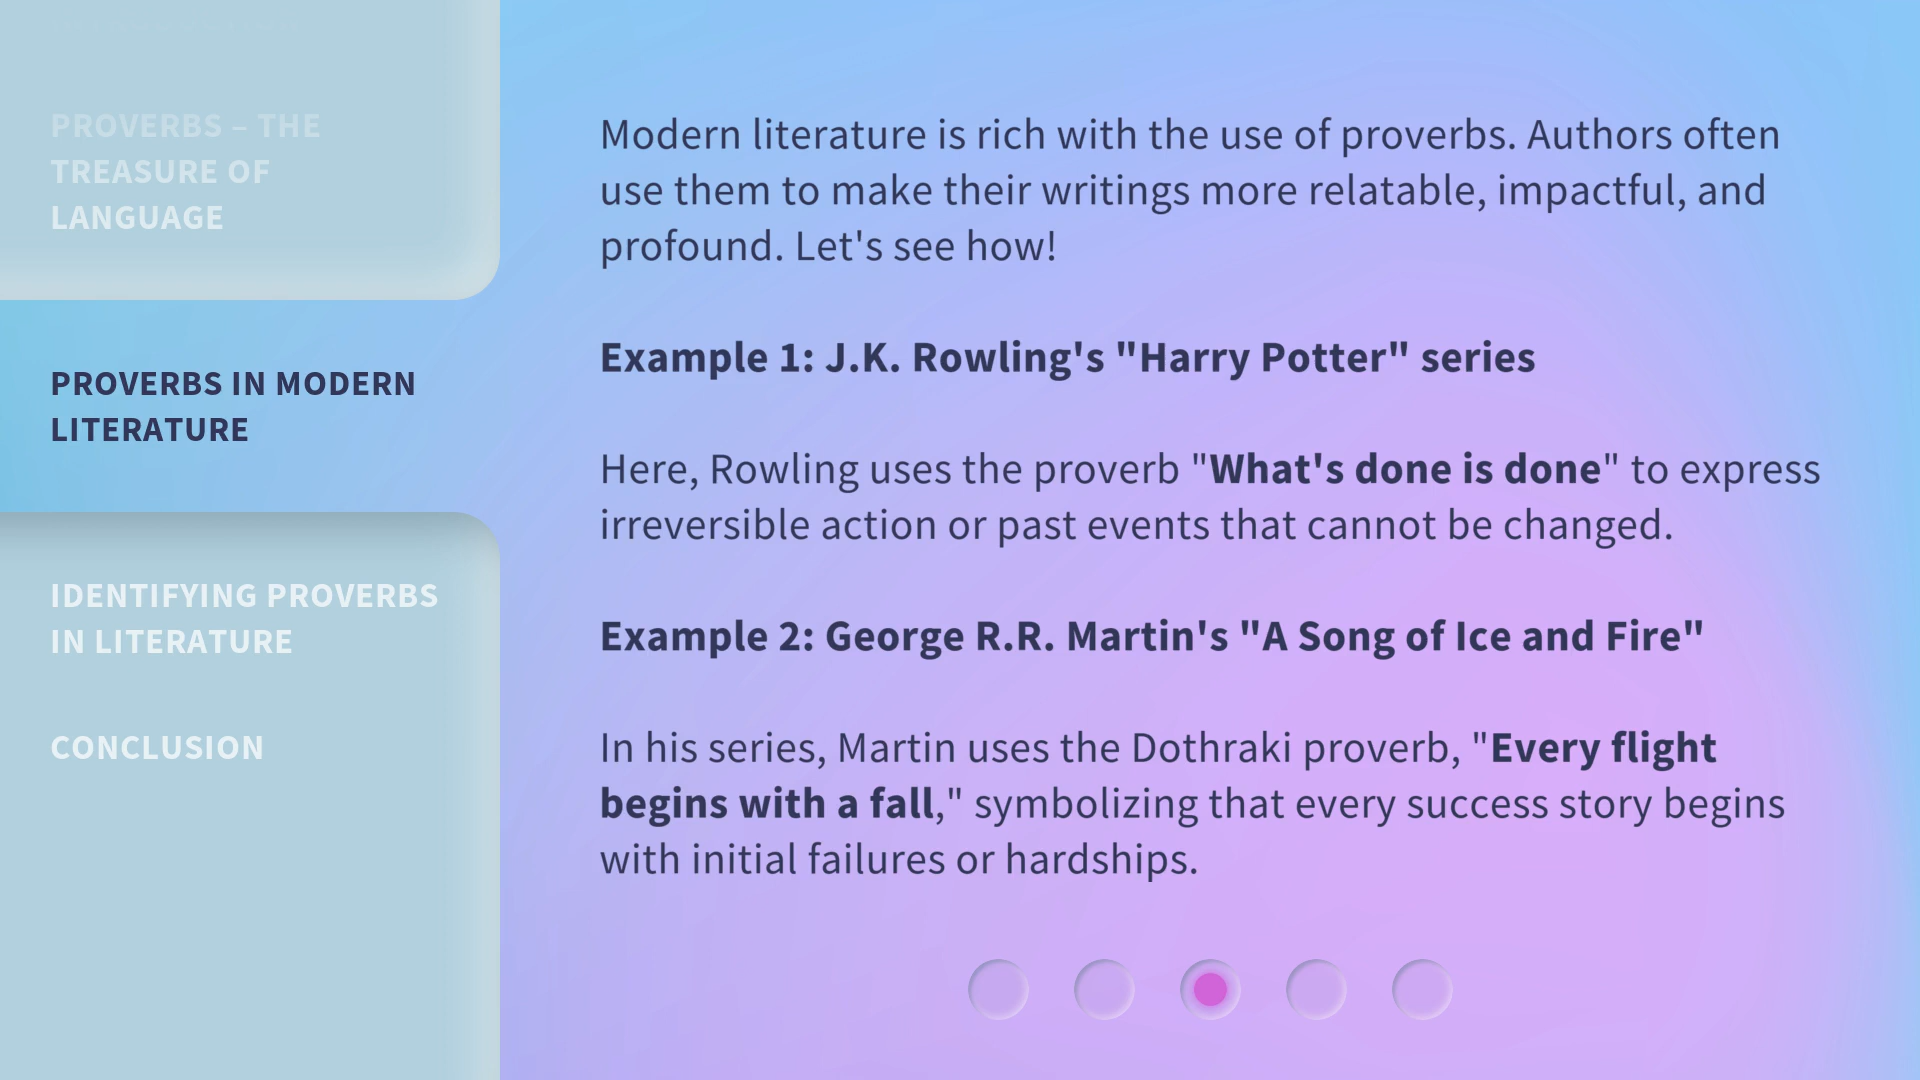 PROVERBS – THE
TREASURE OF
LANGUAGE
PROVERBS IN MODERN
LITERATURE
IDENTIFYING PROVERBS
IN LITERATURE
CONCLUSION
Modern literature is rich with the use of proverbs. Authors often
use them to make their writings more relatable, impactful, and
profound. Let's see how!
Example 1: J.K. Rowling's "Harry Potter" series
Here, Rowling uses the proverb "What's done is done" to express
irreversible action or past events that cannot be changed.
Example 2: George R.R. Martin's "A Song of Ice and Fire"
In his series, Martin uses the Dothraki proverb, "Every flight
begins with a fall," symbolizing that every success story begins
with initial failures or hardships.